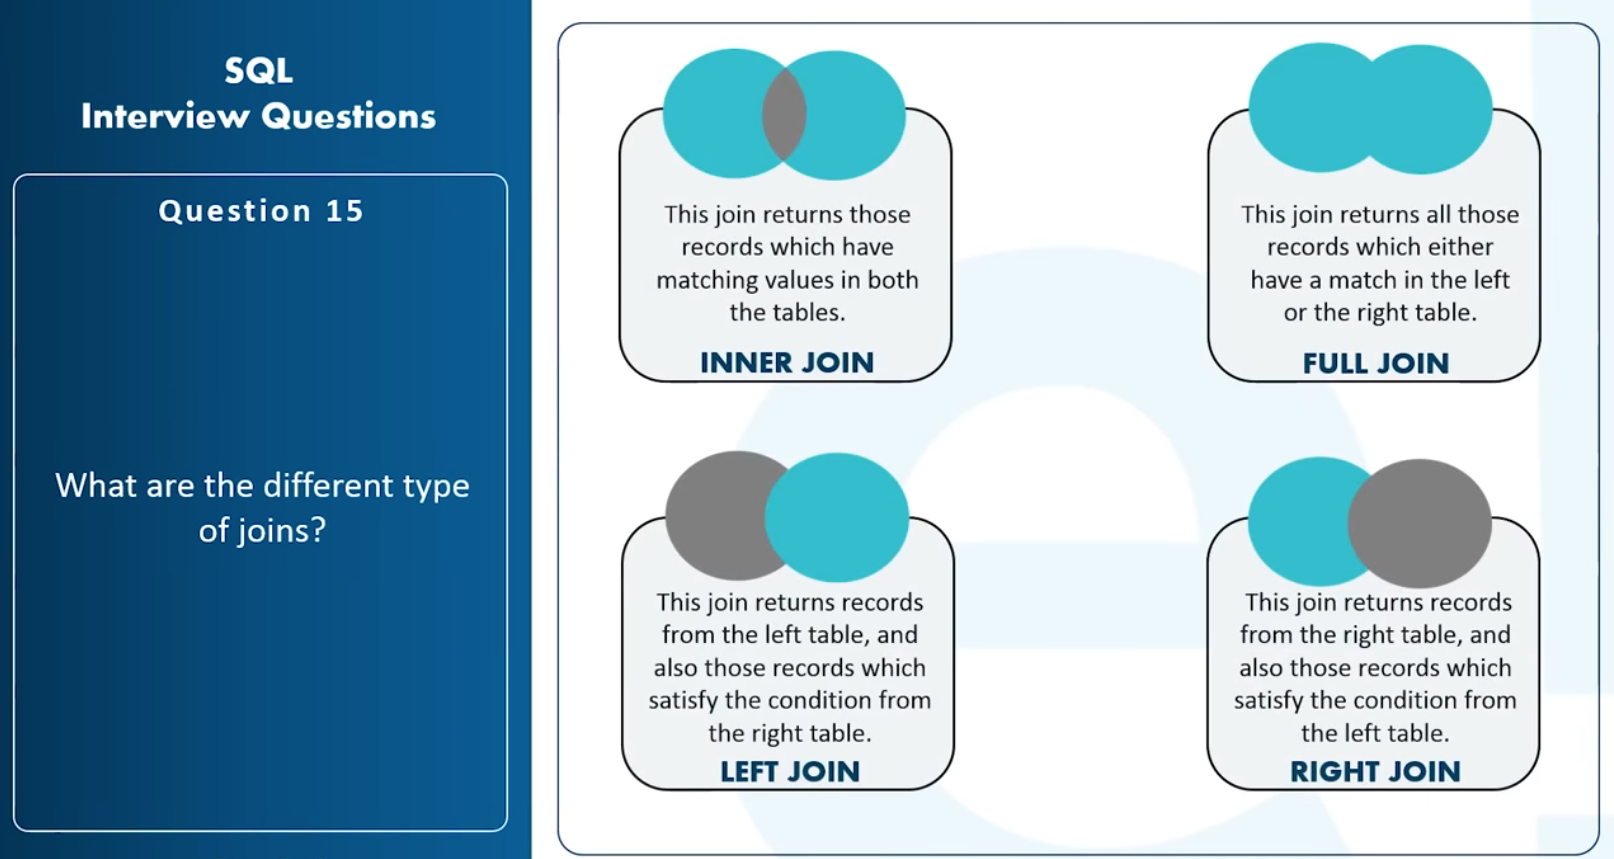 SQL
Interview Questions
Question 15
What are the different type
of joins?
This join returns those
records which have
matching values in both
the tables.
INNER JOIN
This join returns all those
records which either
have a match in the left
or the right table.
FULL JOIN
This join returns records
from the left table, and
also those records which
satisfy the condition from
the right table.
LEFT JOIN
This join returns records
from the right table, and
also those records which
satisfy the condition from
the left table.
RIGHT JOIN